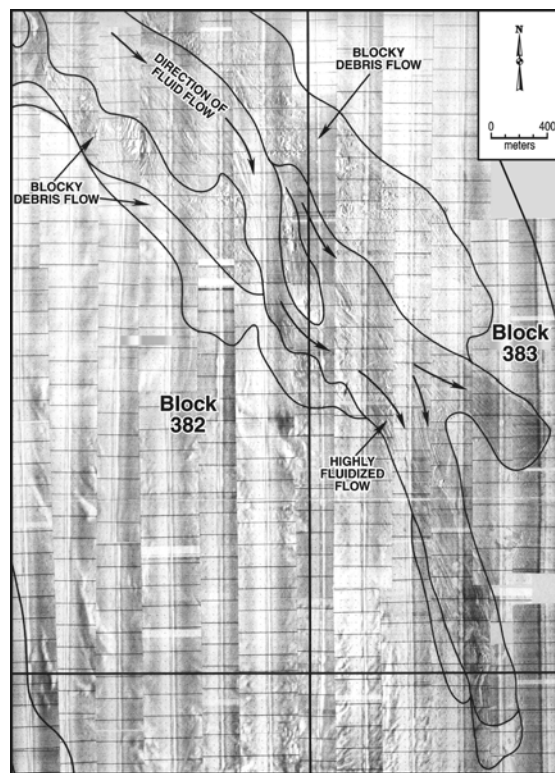 N
0 400
meters
DIRECTION OF
FLUID FLOW
BLOCKY
DEBRIS FLOW
BLOCKY
DEBRIS FLOW
Block
383
Block
382
HIGHLY
FLUIDIZED
FLOW